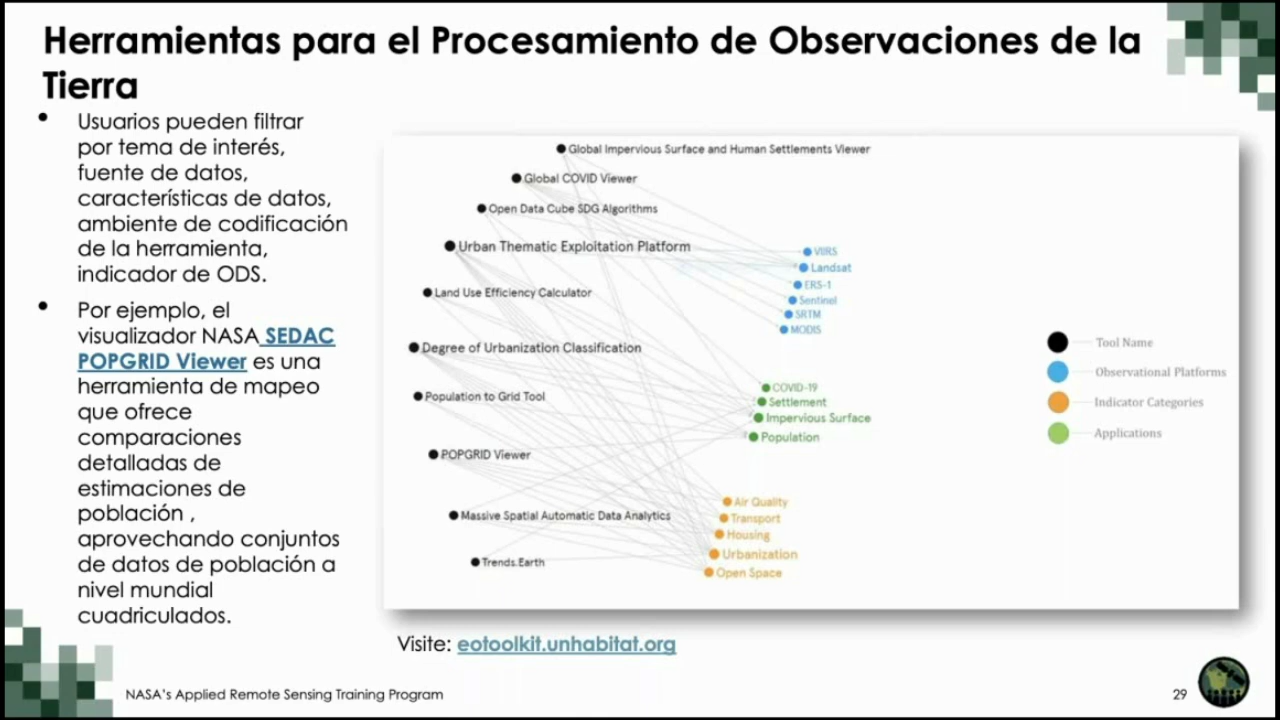 Herramientas para el Procesamiento de Observaciones de la
Tierra
• Usuarios pueden filtrar
por tema de interés,
fuente de datos,
características de datos,
ambiente de codificación
de la herramienta,
indicador de ODS.
• Por ejemplo, el
visualizador NASA SEDAC
POPGRID Viewer es una
herramienta de mapeo
que ofrece
comparaciones
detalladas de
estimaciones de
población ,
aprovechando conjuntos
de datos de población a
nivel mundial
cuadriculados.
Global Impervious Surface and Human Settlements Viewer
Global COVID Viewer
Open Data Cube SDG Algorithms
Urban Thematic Exploitation Platform
Land Use Efficiency Calculator
Degree of Urbanization Classification
Population to Grid Tool
POPGRID Viewer
Massive Spatial Automatic Data Analytics
Trends.Earth
VIIRS
Landsat
ERS-1
Sentinel
SRTM
MODIS
COVID-19
Settlement
Impervious Surface
Population
Air Quality
Transport
Housing
Urbanization
Open Space
Tool Name
Observational Platforms
Indicator Categories
Applications
Visite: eotoolkit.unhabitat.org
NASA's Applied Remote Sensing Training Program
29